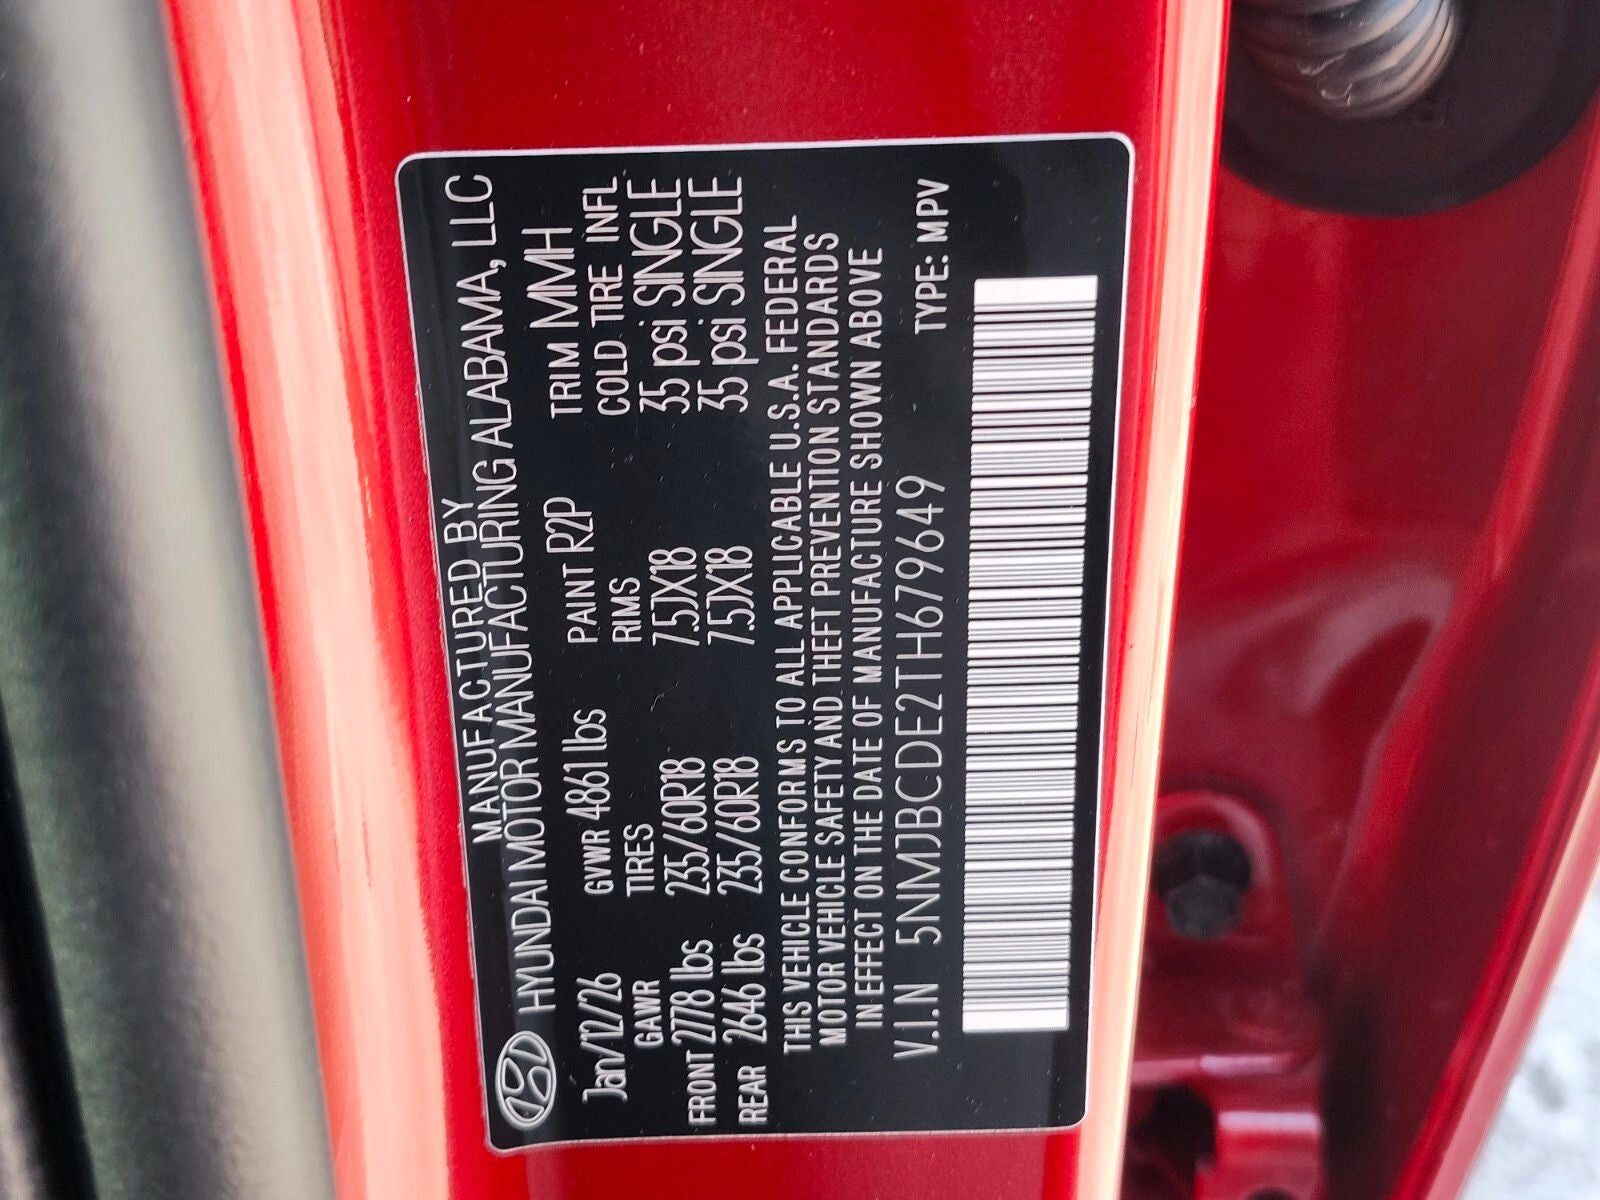 MANUFACTURED BY
HYUNDAI MOTOR MANUFACTURING ALABAMA, LLC
Jan/12/26 GVWR 4861 lbs PAINT R2P TRIM MMH
GAWR TIRES RIMS COLD TIRE INFL
FRONT 2778 lbs 235/60R18 7.5JX18 35 psi SINGLE
REAR 2646 lbs 235/60R18 7.5JX18 35 psi SINGLE
THIS VEHICLE CONFORMS TO ALL APPLICABLE U.S.A. FEDERAL
MOTOR VEHICLE SAFETY AND THEFT PREVENTION STANDARDS
IN EFFECT ON THE DATE OF MANUFACTURE SHOWN ABOVE
V.I.N 5NMJBCDE2TH679649 TYPE: MPV